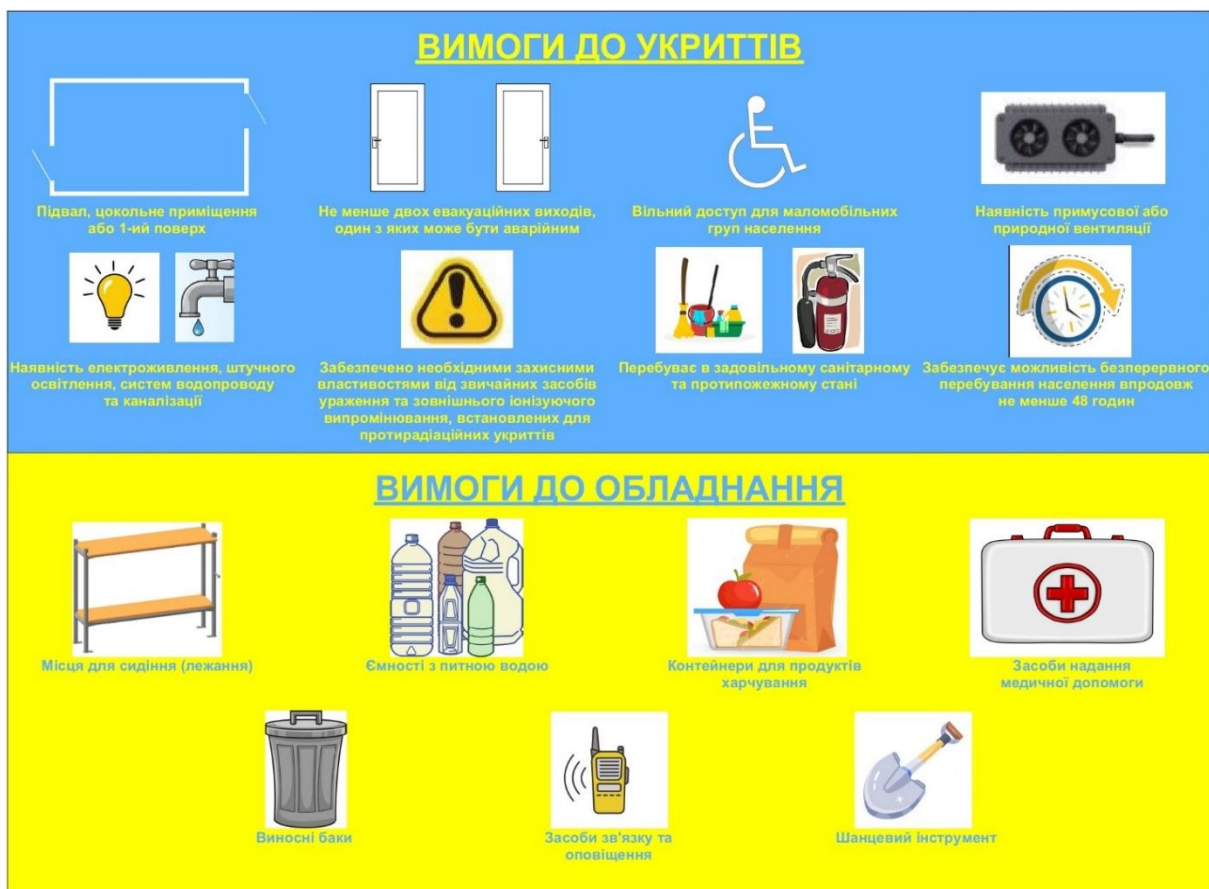 ВИМОГИ ДО УКРИТТІВ
Підвал, цокольне приміщення
або 1-ий поверх
Не менше двох евакуаційних виходів,
один з яких може бути аварійним
Вільний доступ для маломобільних
груп населення
Наявність примусової або
природної вентиляції
Наявність електроживлення, штучного
освітлення, систем водопроводу
та каналізації
Забезпечено необхідними захисними
властивостями від звичайних засобів
ураження та зовнішнього іонізуючого
випромінювання, встановлених для
протирадіаційних укриттів
Перебуває в задовільному санітарному
та протипожежному стані
Забезпечує можливість безперервного
перебування населення впродовж
не менше 48 годин
ВИМОГИ ДО ОБЛАДНАННЯ
Місця для сидіння (лежання)
Ємності з питною водою
Контейнери для продуктів
харчування
Засоби надання
медичної допомоги
Виносні баки
Засоби зв'язку та
оповіщення
Шанцевий інструмент